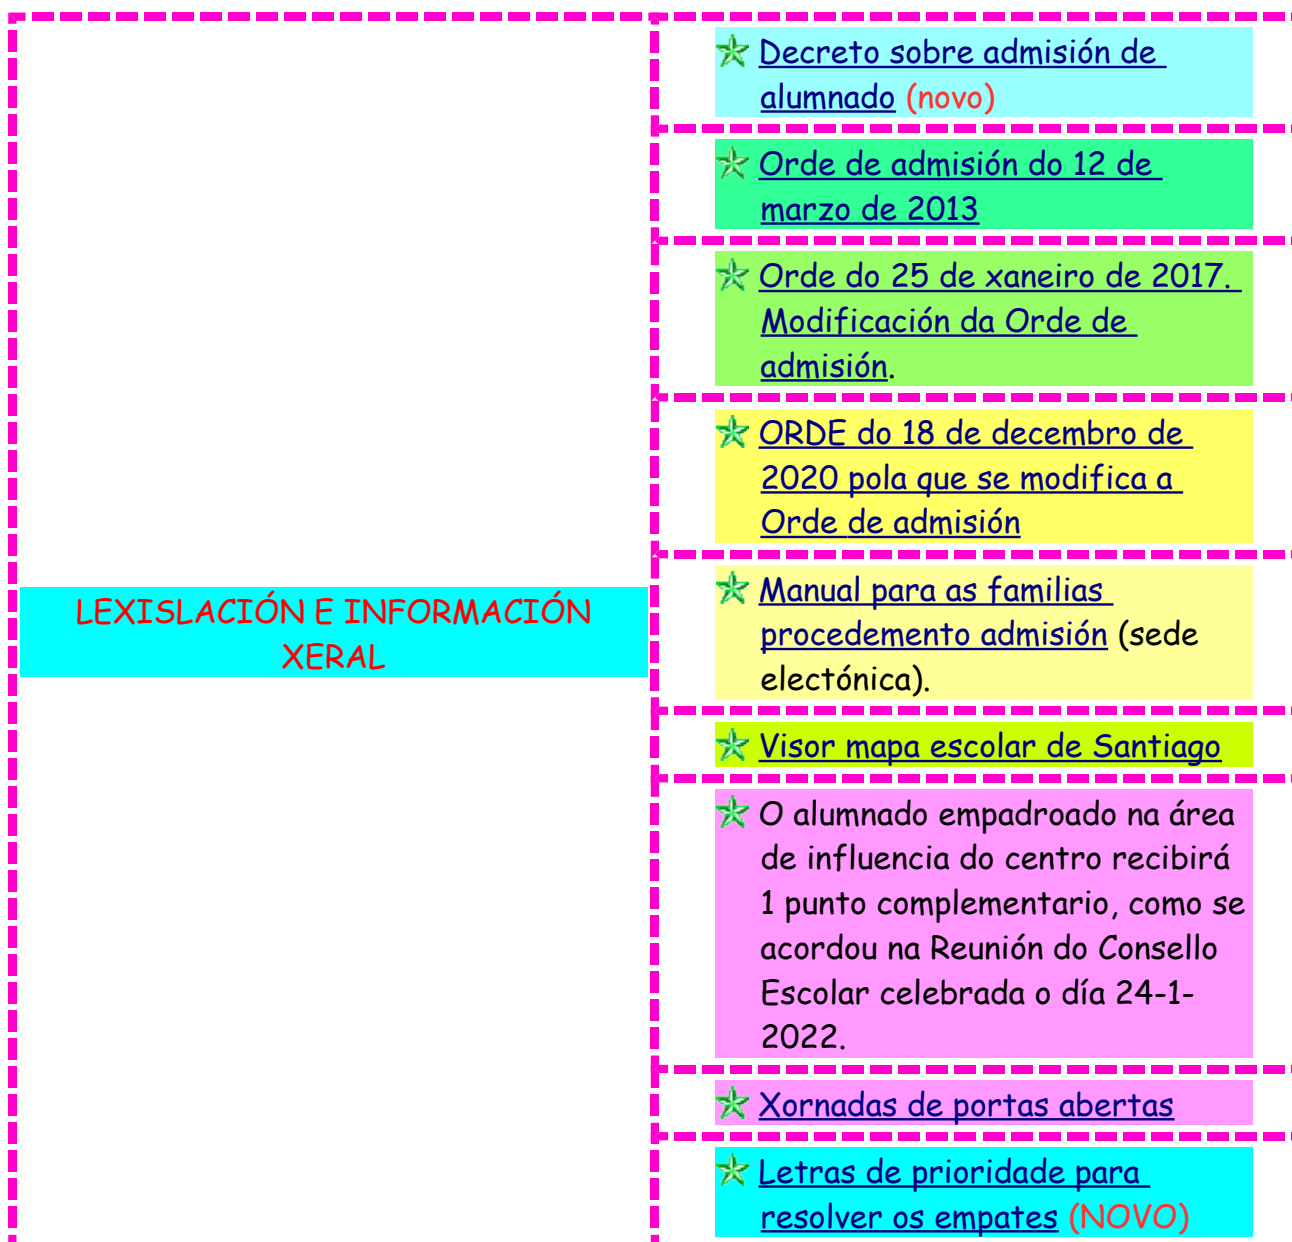 LEXISLACIÓN E INFORMACIÓN
XERAL
Decreto sobre admisión de
alumnado (novo)
Orde de admisión do 12 de
marzo de 2013
Orde do 25 de xaneiro de 2017.
Modificación da Orde de
admisión.
ORDE do 18 de decembro de
2020 pola que se modifica a
Orde de admisión
Manual para as familias
procedemento admisión (sede
electónica).
Visor mapa escolar de Santiago
O alumnado empadroado na área
de influencia do centro recibirá
1 punto complementario, como se
acordou na Reunión do Consello
Escolar celebrada o día 24-1-
2022.
Xornadas de portas abertas
Letras de prioridade para
resolver os empates (NOVO)